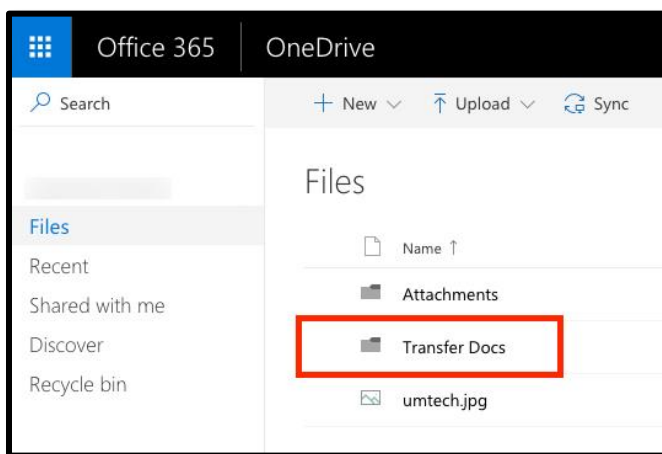 Office 365 OneDrive
Search
New Upload Sync
Files
Files
Recent
Shared with me
Discover
Recycle bin
Name ↑
Attachments
Transfer Docs
umtech.jpg